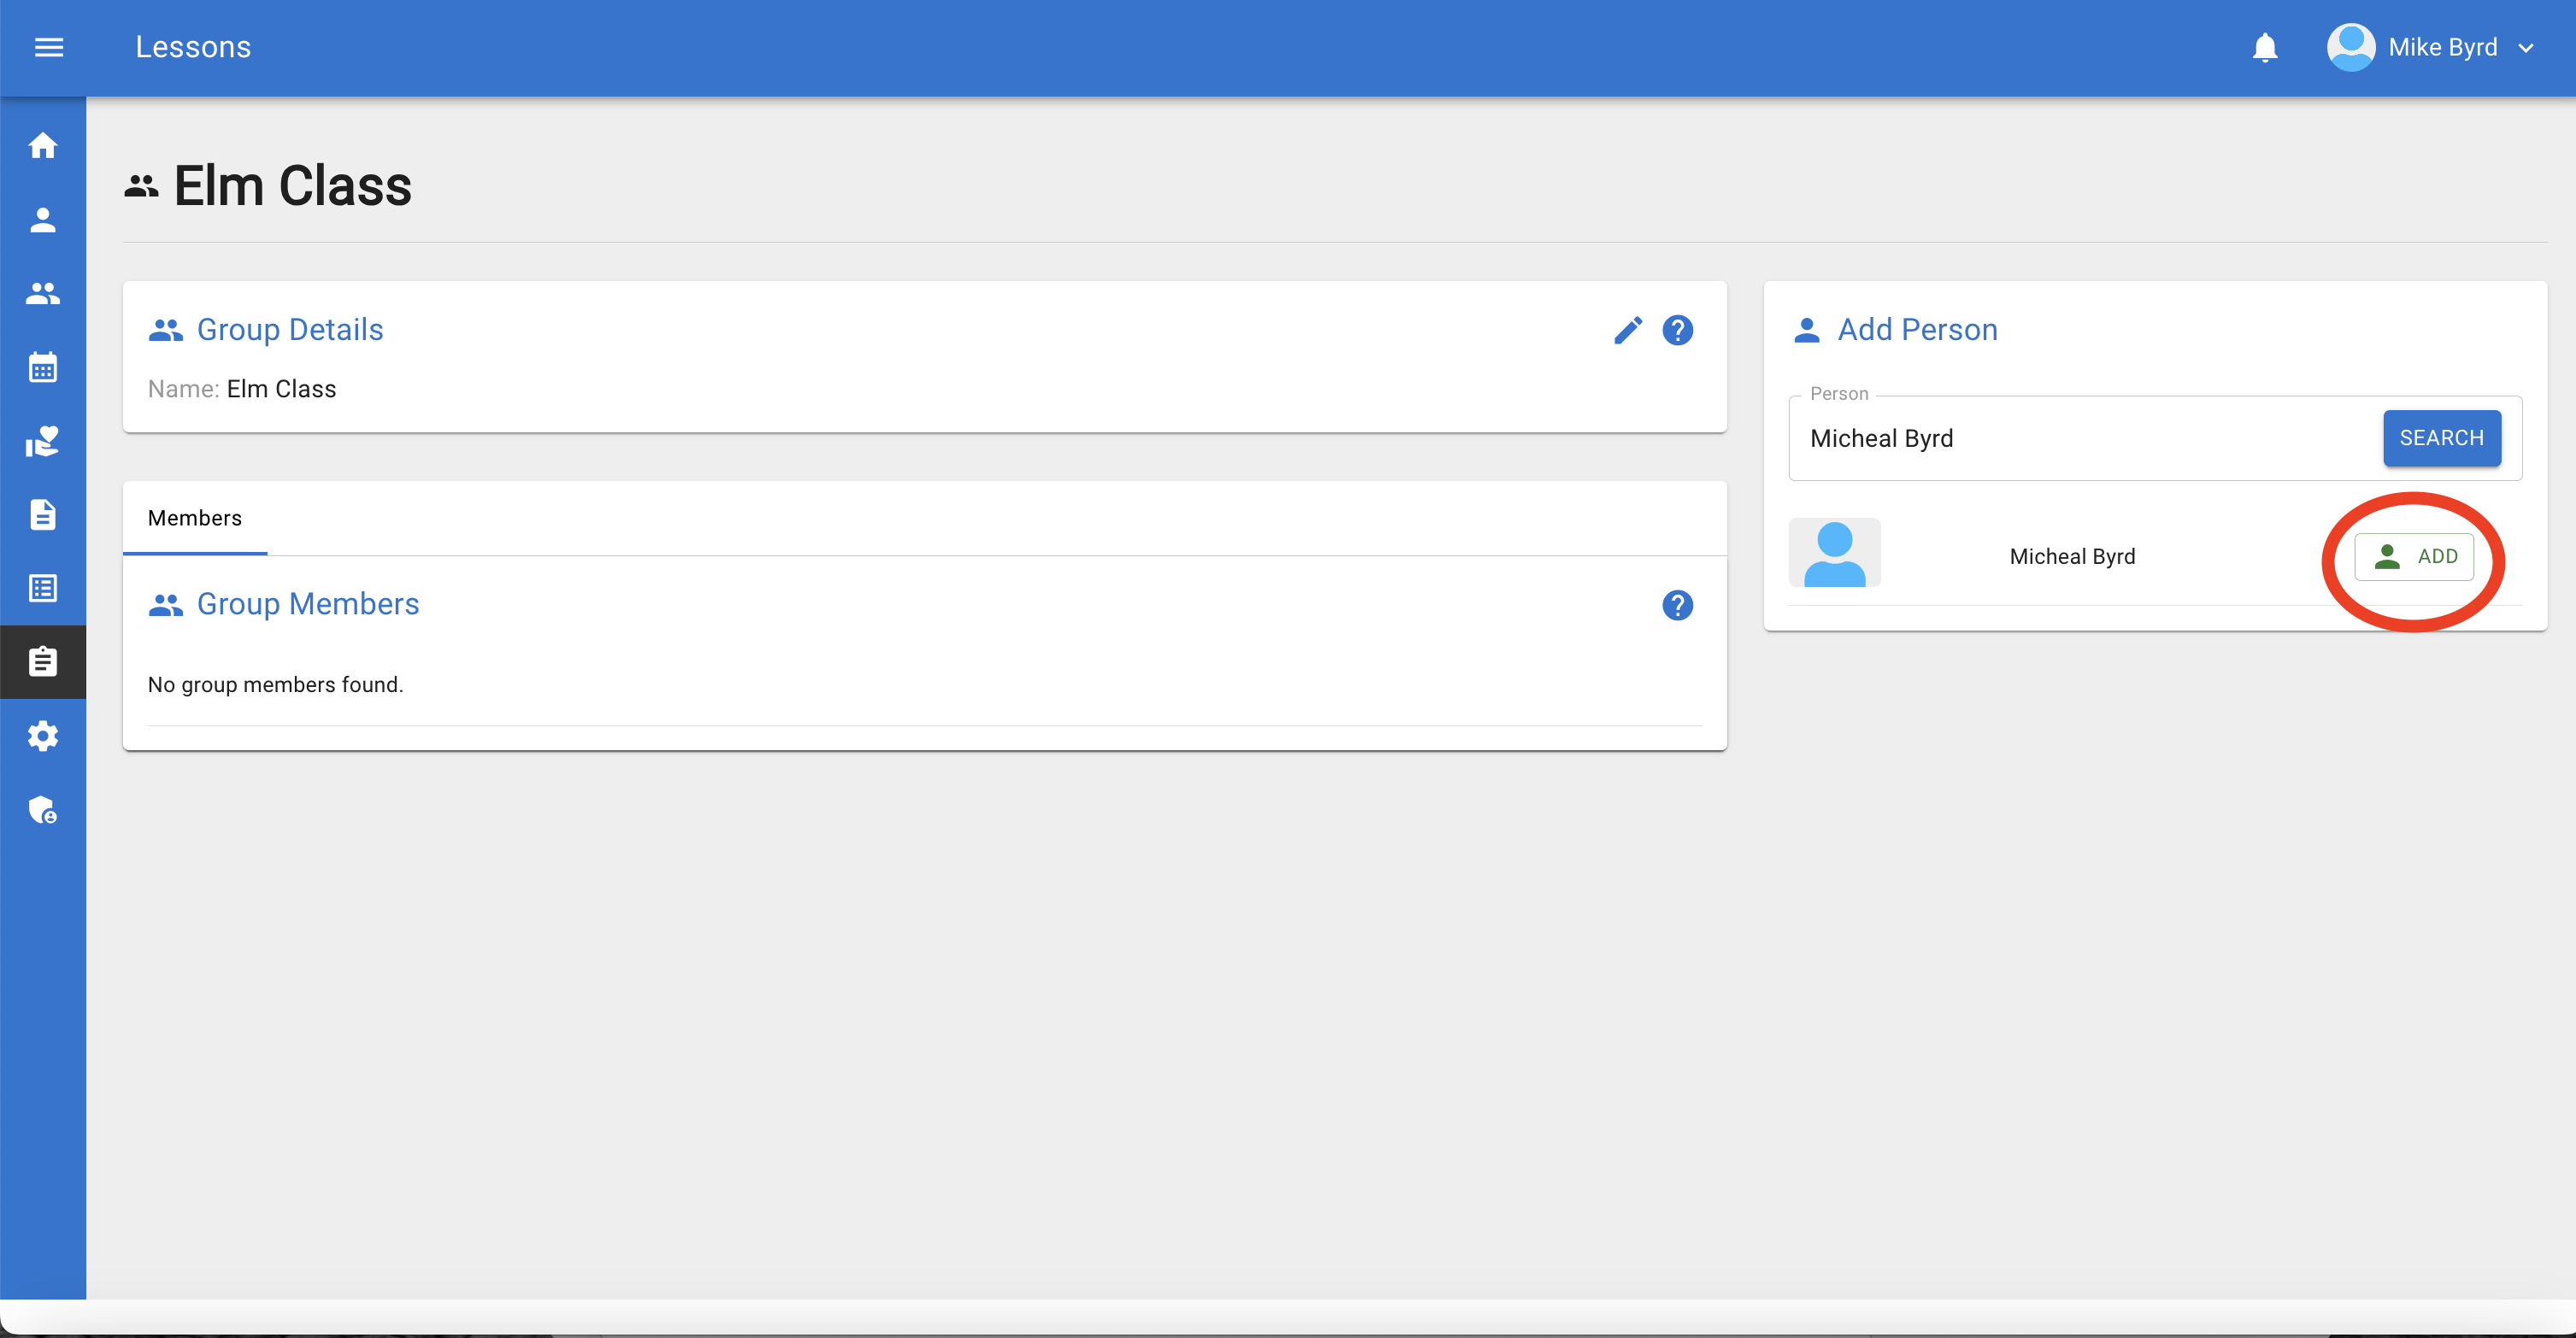 Lessons
Mike Byrd
Elm Class
Group Details
Name: Elm Class
Members
Group Members
No group members found.
Add Person
Person
Micheal Byrd
SEARCH
Micheal Byrd
ADD